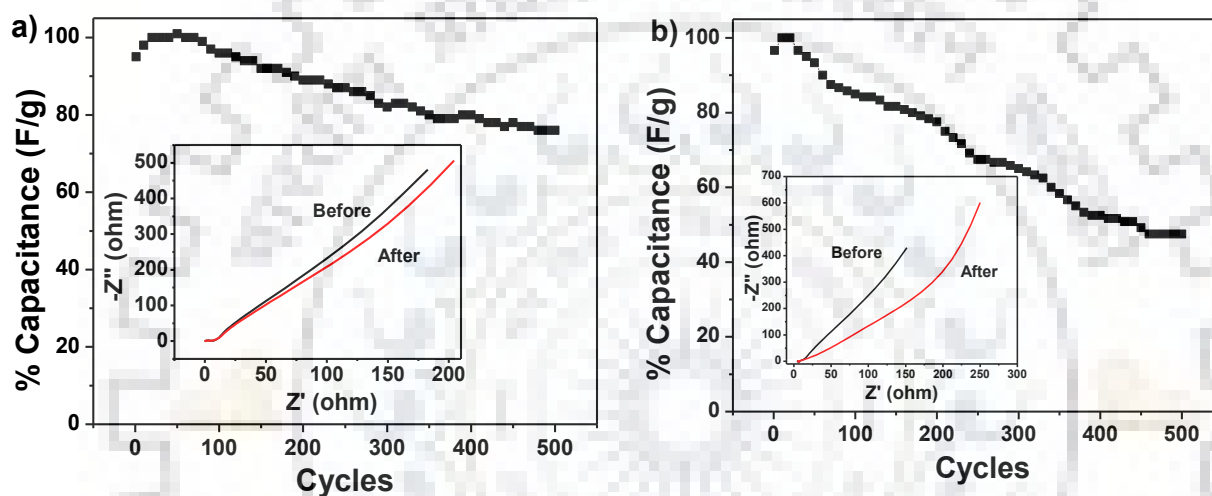 a)
% Capacitance (F/g)
100
80
60
40
20
0
0 100 200 300 400 500
Cycles
-Z'' (ohm)
500
400
300
200
100
0
0 50 100 150 200
Z' (ohm)
Before
After
b)
% Capacitance (F/g)
100
80
60
40
20
0
0 100 200 300 400 500
Cycles
-Z'' (ohm)
700
600
500
400
300
200
100
0
0 50 100 150 200 250 300
Z' (ohm)
Before
After